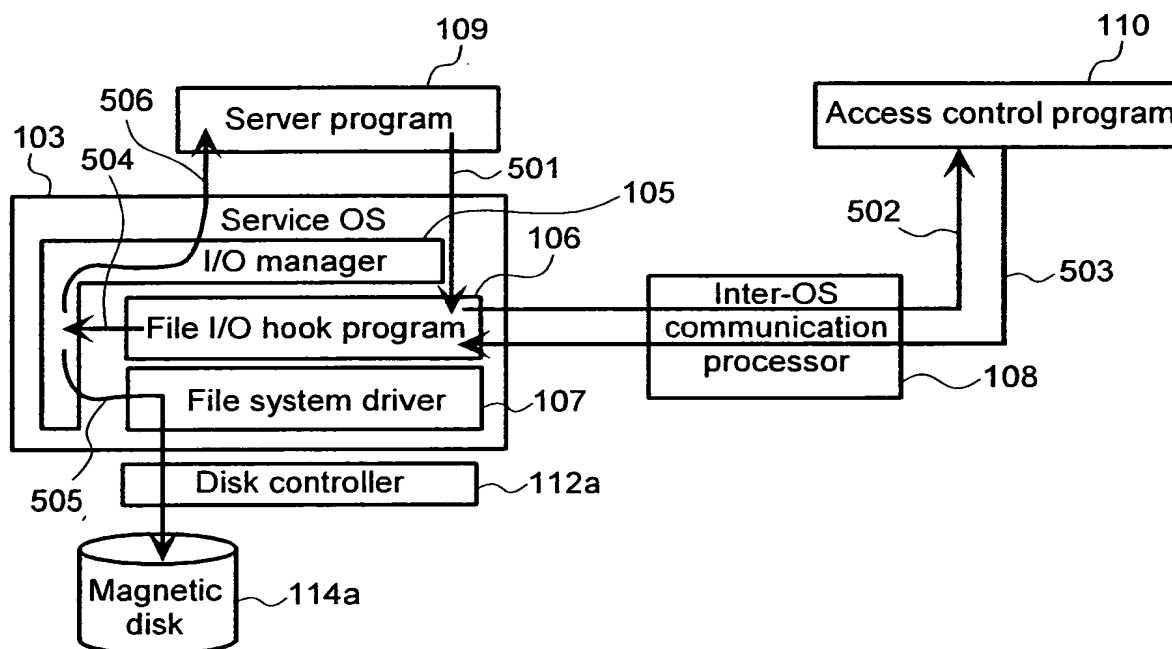 109
110
506
Server program
Access control program
103
504
501
105
502
Service OS
106
503
I/O manager
Inter-OS
communication
processor
File I/O hook program
108
File system driver
107
505
Disk controller
112a
Magnetic
disk
114a